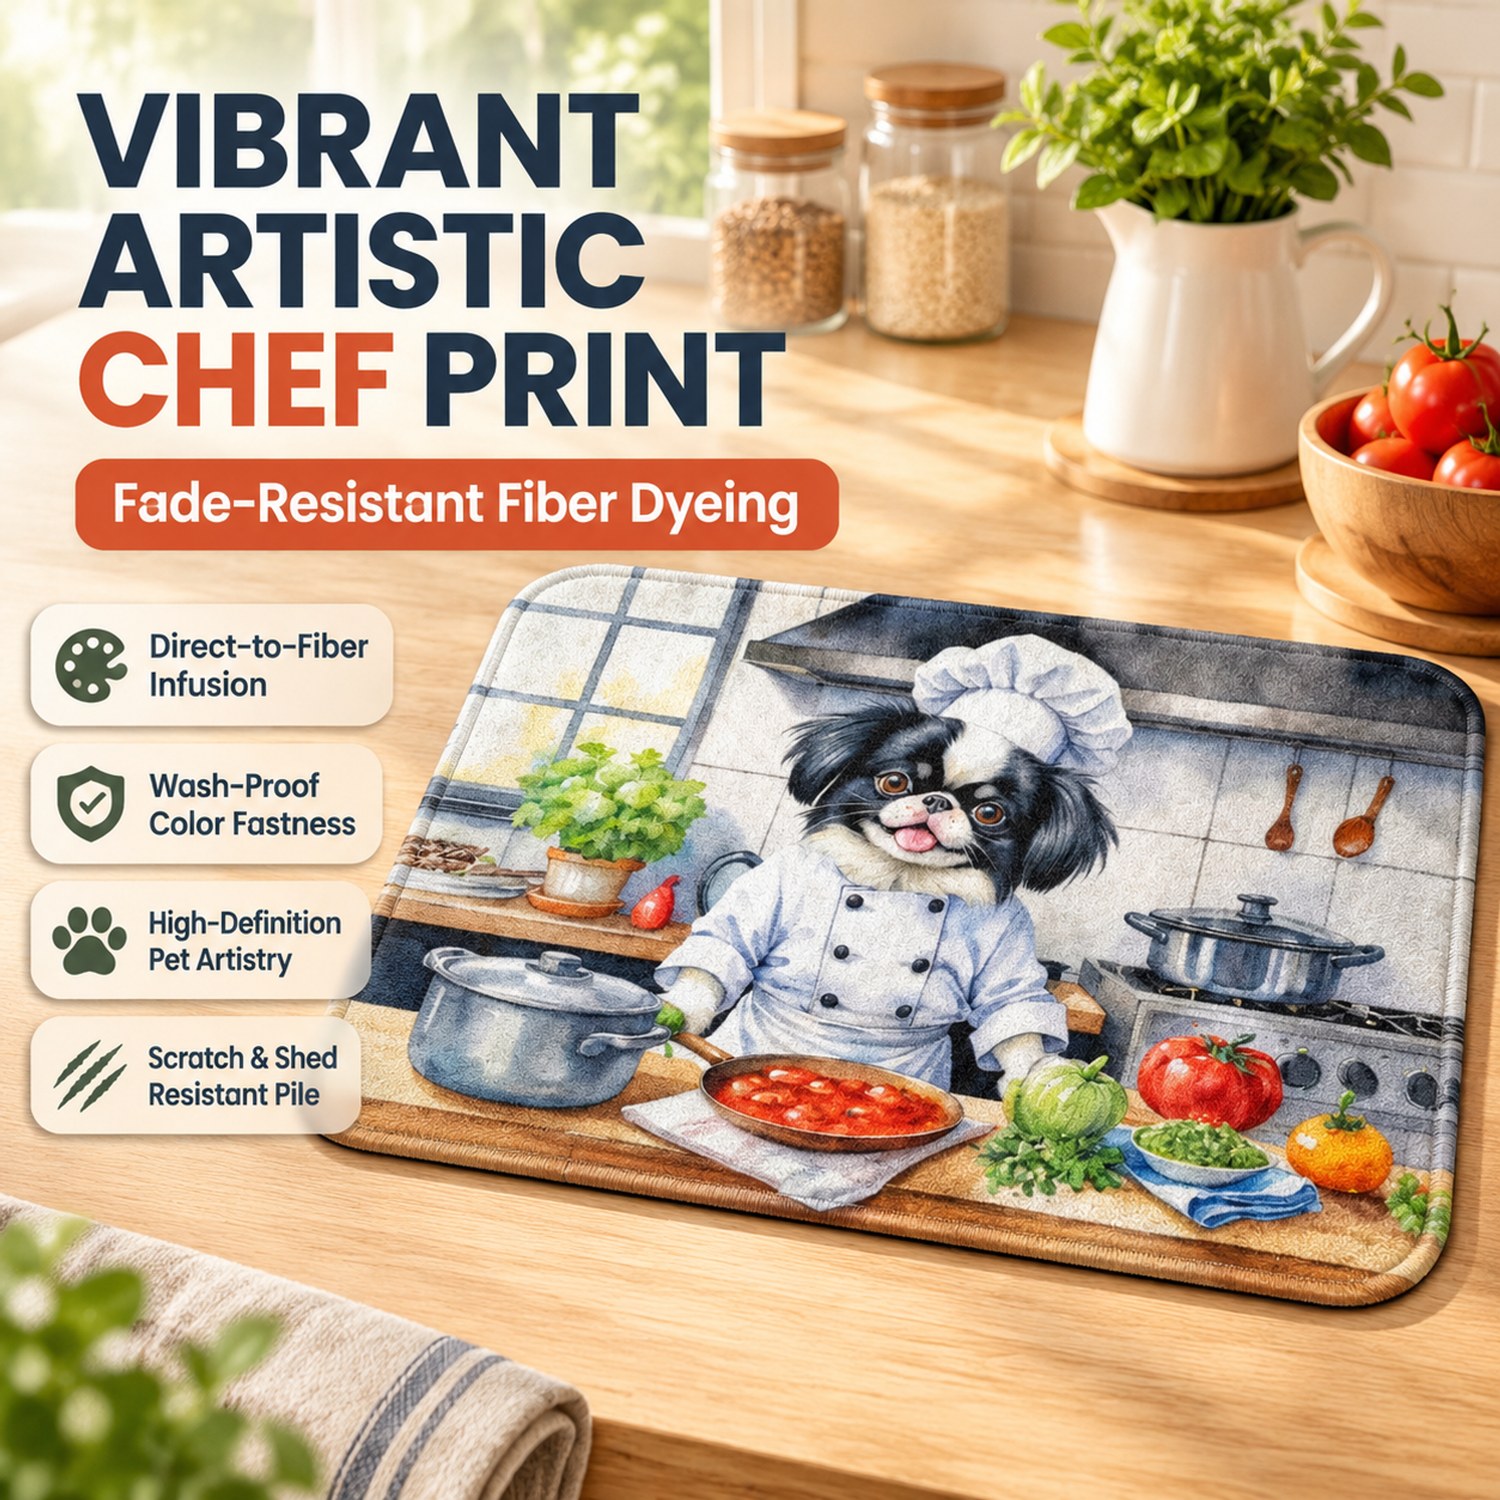 VIBRANT
ARTISTIC
CHEF PRINT
Fade-Resistant Fiber Dyeing
Direct-to-Fiber
Infusion
Wash-Proof
Color Fastness
High-Definition
Pet Artistry
Scratch & Shed
Resistant Pile